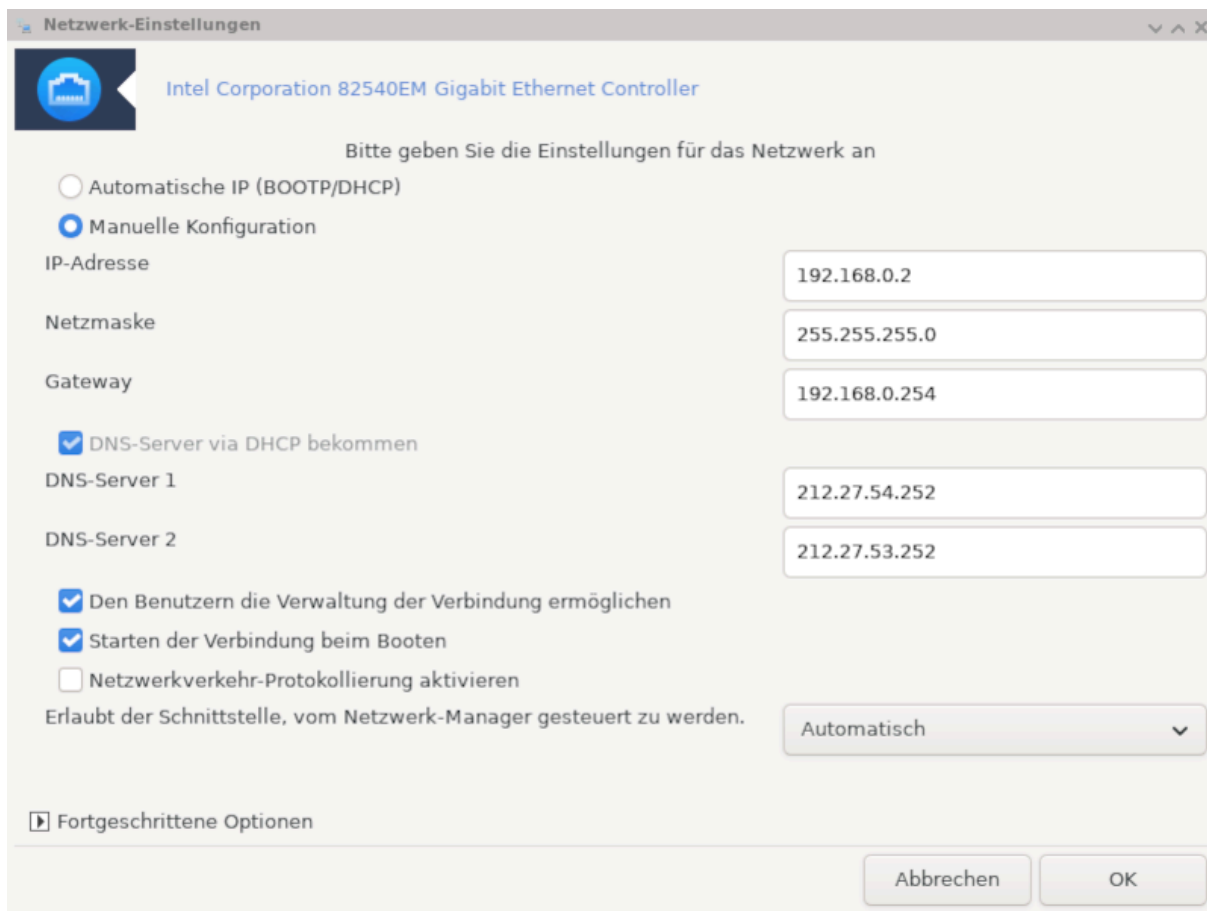 Netzwerk-Einstellungen
Intel Corporation 82540EM Gigabit Ethernet Controller
Bitte geben Sie die Einstellungen für das Netzwerk an
Automatische IP (BOOTP/DHCP)
Manuelle Konfiguration
IP-Adresse
192.168.0.2
Netzmaske
255.255.255.0
Gateway
192.168.0.254
DNS-Server via DHCP bekommen
DNS-Server 1
212.27.54.252
DNS-Server 2
212.27.53.252
Den Benutzern die Verwaltung der Verbindung ermöglichen
Starten der Verbindung beim Booten
Netzwerkverkehr-Protokollierung aktivieren
Erlaubt der Schnittstelle, vom Netzwerk-Manager gesteuert zu werden.
Automatisch
Fortgeschrittene Optionen
Abbrechen
OK